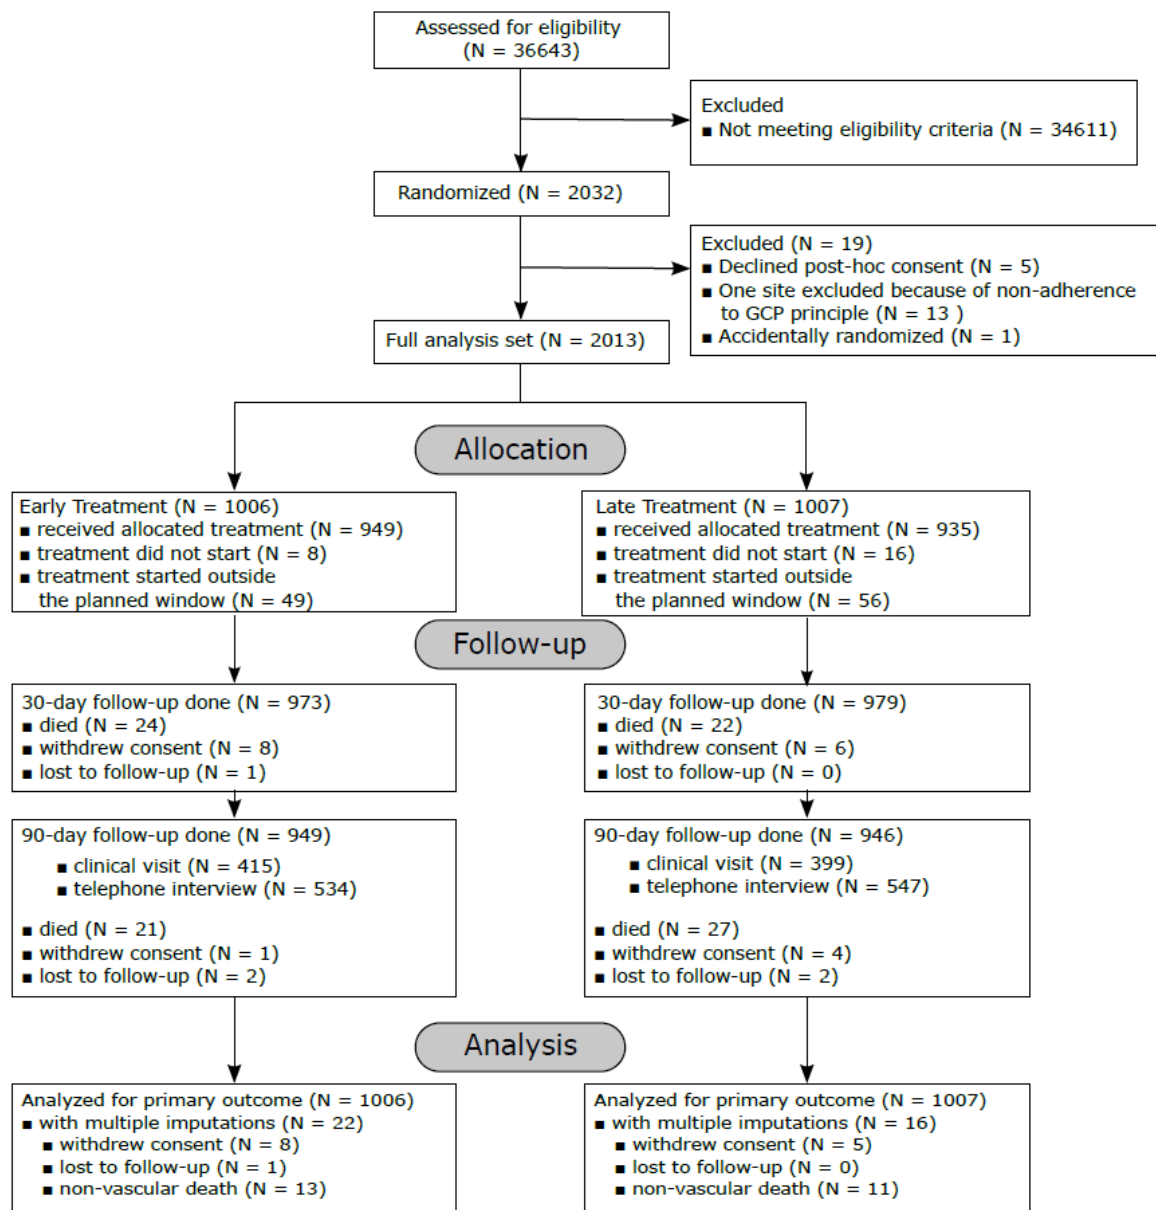 Assessed for eligibility
(N = 36643)
Excluded
■ Not meeting eligibility criteria (N = 34611)
Randomized (N = 2032)
Excluded (N = 19)
■ Declined post-hoc consent (N = 5)
■ One site excluded because of non-adherence
to GCP principle (N = 13 )
■ Accidentally randomized (N = 1)
Full analysis set (N = 2013)
Allocation
Early Treatment (N = 1006)
■ received allocated treatment (N = 949)
■ treatment did not start (N = 8)
■ treatment started outside
the planned window (N = 49)
Late Treatment (N = 1007)
■ received allocated treatment (N = 935)
■ treatment did not start (N = 16)
■ treatment started outside
the planned window (N = 56)
Follow-up
30-day follow-up done (N = 973)
■ died (N = 24)
■ withdrew consent (N = 8)
■ lost to follow-up (N = 1)
30-day follow-up done (N = 979)
■ died (N = 22)
■ withdrew consent (N = 6)
■ lost to follow-up (N = 0)
90-day follow-up done (N = 949)
■ clinical visit (N = 415)
■ telephone interview (N = 534)
■ died (N = 21)
■ withdrew consent (N = 1)
■ lost to follow-up (N = 2)
90-day follow-up done (N = 946)
■ clinical visit (N = 399)
■ telephone interview (N = 547)
■ died (N = 27)
■ withdrew consent (N = 4)
■ lost to follow-up (N = 2)
Analysis
Analyzed for primary outcome (N = 1006)
■ with multiple imputations (N = 22)
■ withdrew consent (N = 8)
■ lost to follow-up (N = 1)
■ non-vascular death (N = 13)
Analyzed for primary outcome (N = 1007)
■ with multiple imputations (N = 16)
■ withdrew consent (N = 5)
■ lost to follow-up (N = 0)
■ non-vascular death (N = 11)